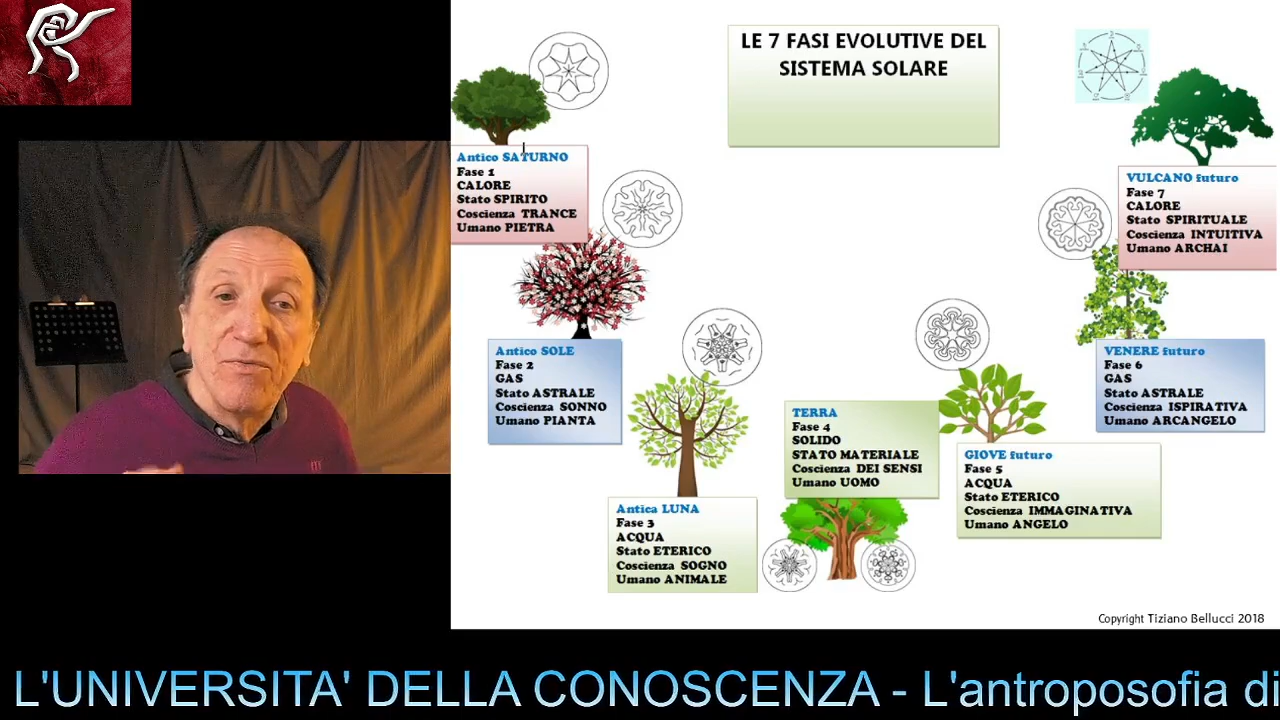 LE 7 FASI EVOLUTIVE DEL
SISTEMA SOLARE
Antico SATURNO
Fase 1
CALORE
Stato SPIRITO
Coscienza TRANCE
Umano PIETRA
Antico SOLE
Fase 2
GAS
Stato ASTRALE
Coscienza SONNO
Umano PIANTA
Antica LUNA
Fase 3
ACQUA
Stato ETERICO
Coscienza SOGNO
Umano ANIMALE
TERRA
Fase 4
SOLIDO
STATO MATERIALE
Coscienza DEI SENSI
Umano UOMO
GIOVE futuro
Fase 5
ACQUA
Stato ETERICO
Coscienza IMMAGINATIVA
Umano ANGELO
VENERE futuro
Fase 6
GAS
Stato ASTRALE
Coscienza ISPIRATIVA
Umano ARCANGELO
VULCANO futuro
Fase 7
CALORE
Stato SPIRITUALE
Coscienza INTUITIVA
Umano ARCHAI
Copyright Tiziano Bellucci 2018
L'UNIVERSITA' DELLA CONOSCENZA - L'antroposofia di